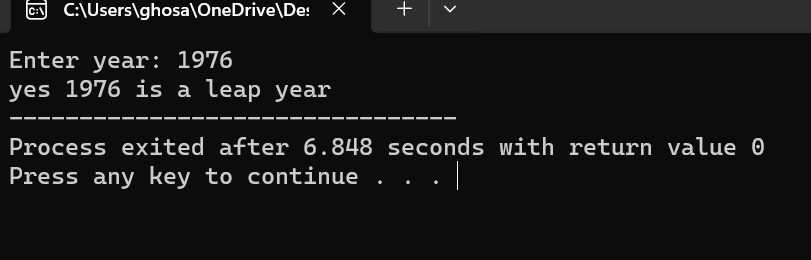 C:\Users\ghosa\OneDrive\Des
Enter year: 1976
yes 1976 is a leap year
--------------------------------
Process exited after 6.848 seconds with return value 0
Press any key to continue . . .